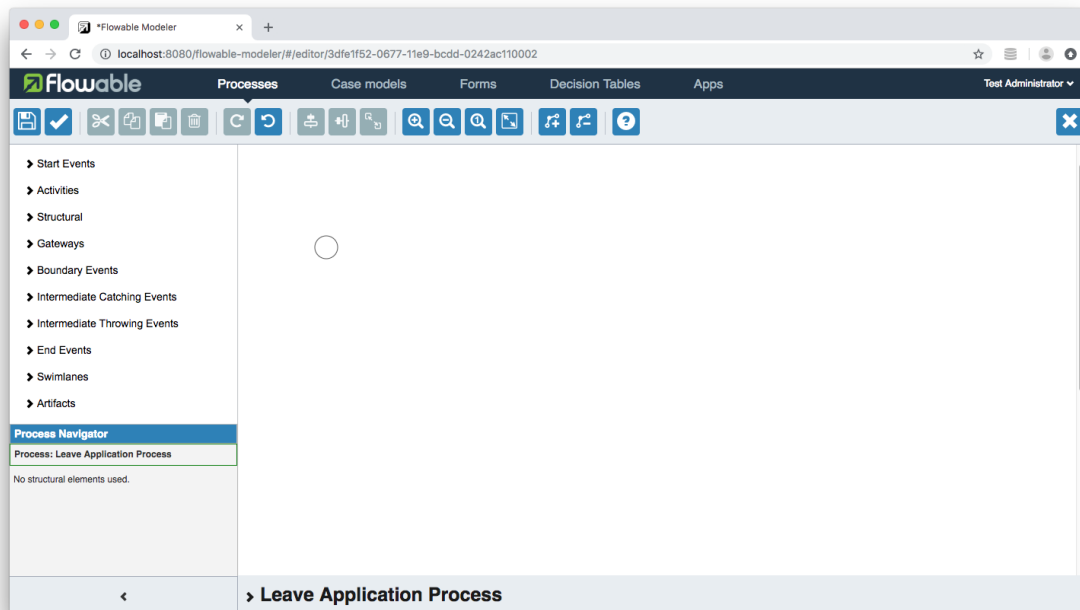 *Flowable Modeler
localhost:8080/flowable-modeler/#/editor/3dfe1f52-0677-11e9-bcdd-0242ac110002
flowable Processes Case models Forms Decision Tables Apps Test Administrator
Start Events
Activities
Structural
Gateways
Boundary Events
Intermediate Catching Events
Intermediate Throwing Events
End Events
Swimlanes
Artifacts
Process Navigator
Process: Leave Application Process
No structural elements used.
Leave Application Process